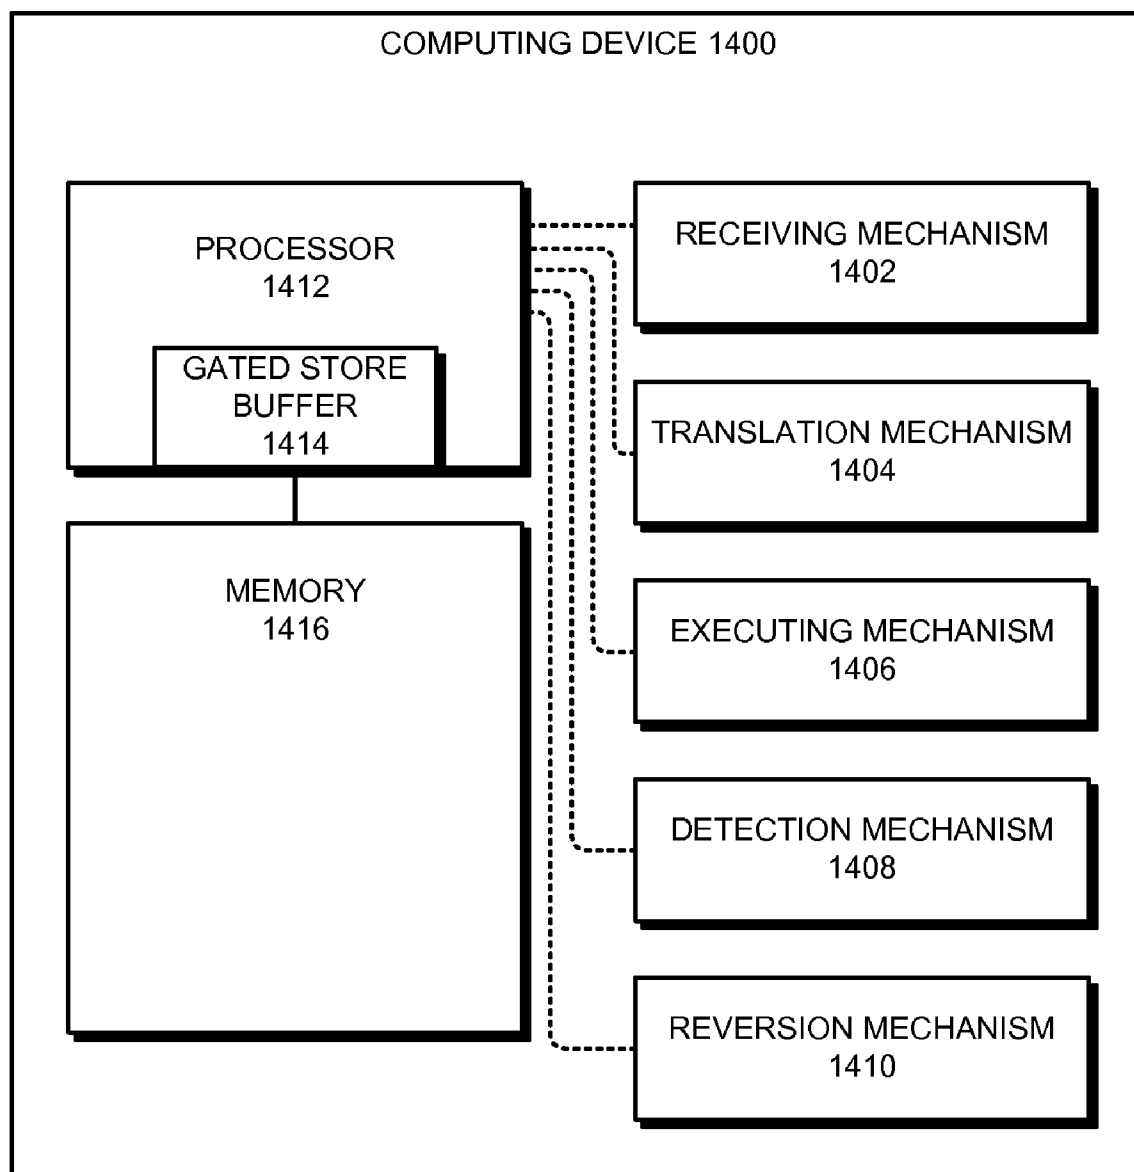 COMPUTING DEVICE 1400
PROCESSOR
1412
GATED STORE
BUFFER
1414
MEMORY
1416
RECEIVING MECHANISM
1402
TRANSLATION MECHANISM
1404
EXECUTING MECHANISM
1406
DETECTION MECHANISM
1408
REVERSION MECHANISM
1410